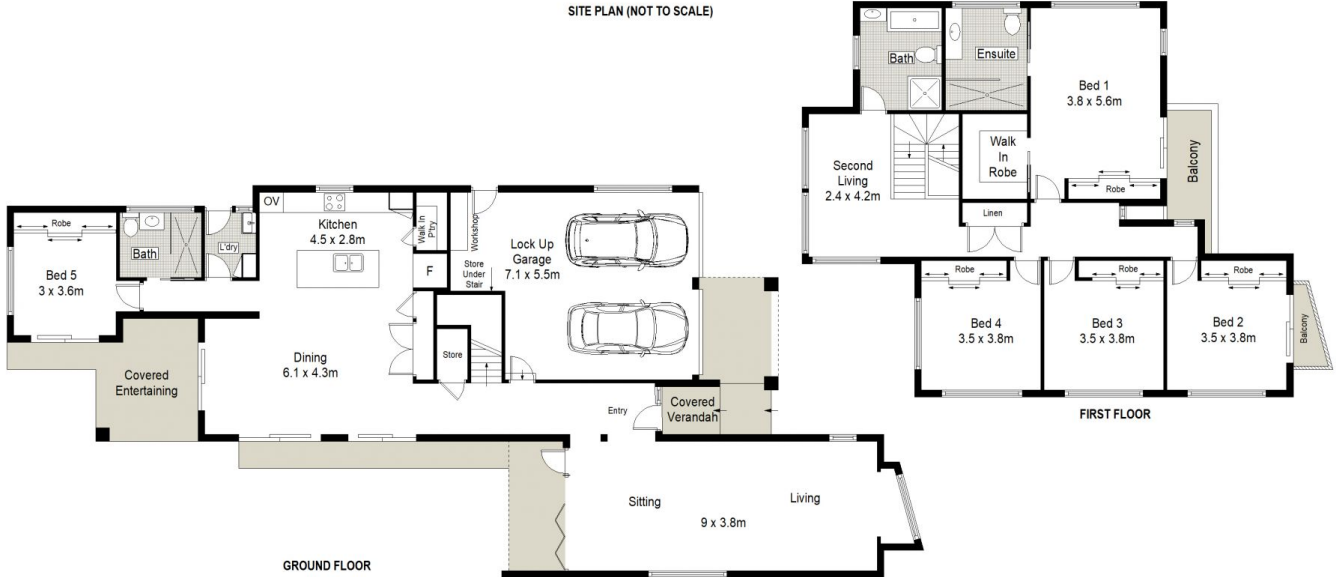 SITE PLAN (NOT TO SCALE)
Bath
Ensuite
Bed 1
3.8 x 5.6m
Walk
In
Robe
Second
Living
2.4 x 4.2m
Balcony
Robe
Linen
Robe
Robe
Robe
Bed 4
3.5 x 3.8m
Bed 3
3.5 x 3.8m
Bed 2
3.5 x 3.8m
Balcony
FIRST FLOOR
OV
Kitchen
4.5 x 2.8m
Walk In
P'try
Workshop
Lock Up
Garage
7.1 x 5.5m
Store
Under
Stair
F
Robe
Bath
L'dry
Bed 5
3 x 3.6m
Dining
6.1 x 4.3m
Store
Covered
Entertaining
Entry
Covered
Verandah
Sitting
Living
9 x 3.8m
GROUND FLOOR